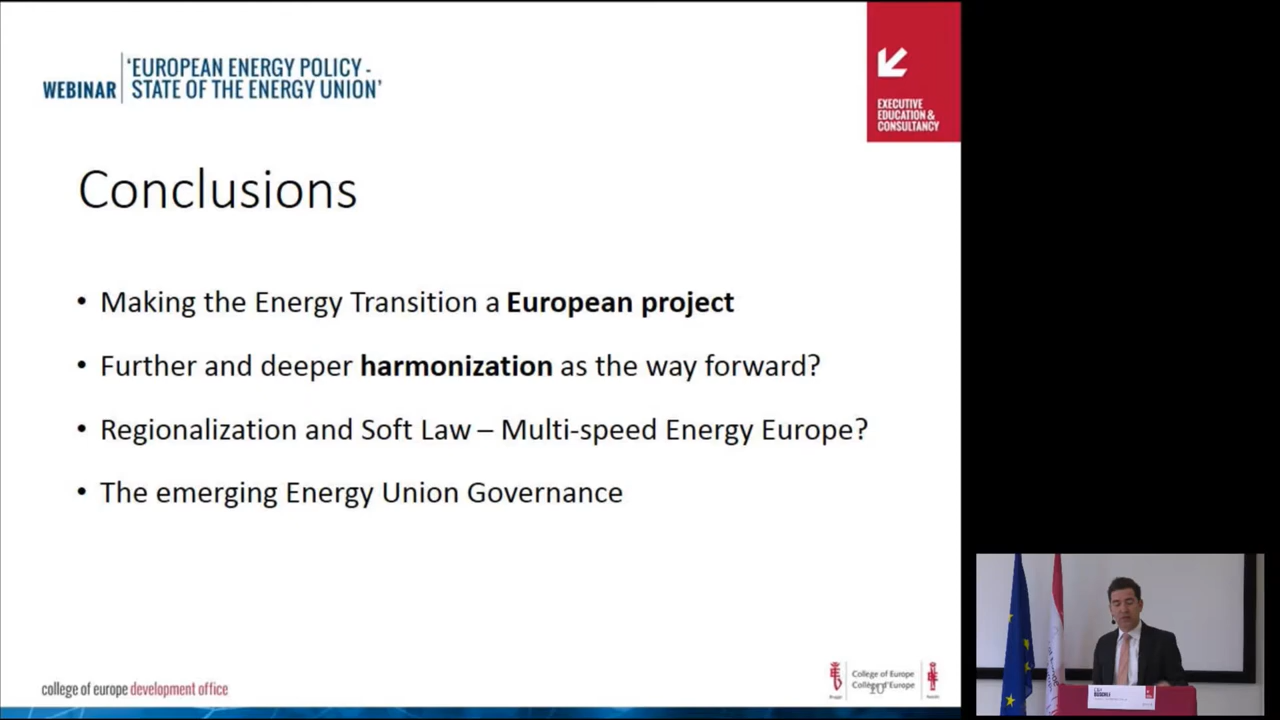 WEBINAR
'EUROPEAN ENERGY POLICY -
STATE OF THE ENERGY UNION'
EXECUTIVE
EDUCATION &
CONSULTANCY
Conclusions
• Making the Energy Transition a European project
• Further and deeper harmonization as the way forward?
• Regionalization and Soft Law – Multi-speed Energy Europe?
• The emerging Energy Union Governance
college of europe development office
College of Europe
Collège d'Europe
10